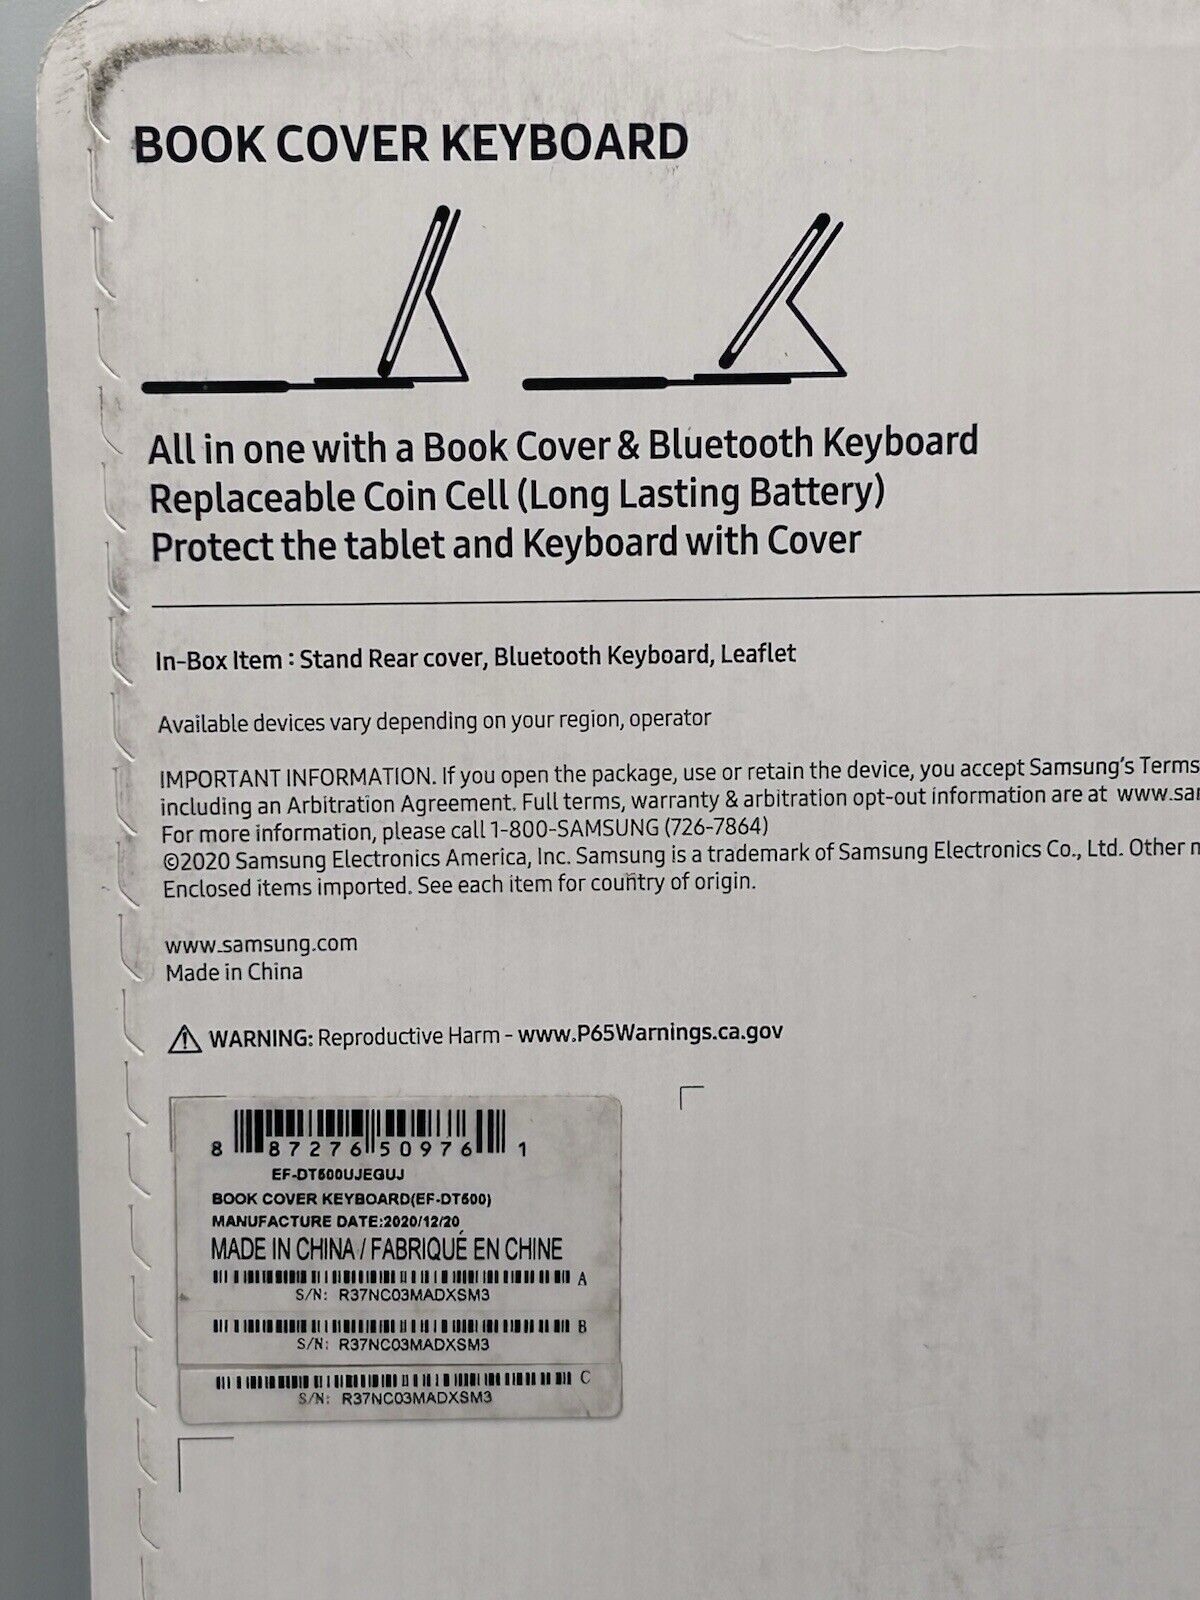 BOOK COVER KEYBOARD
All in one with a Book Cover & Bluetooth Keyboard
Replaceable Coin Cell (Long Lasting Battery)
Protect the tablet and Keyboard with Cover
In-Box Item : Stand Rear cover, Bluetooth Keyboard, Leaflet
Available devices vary depending on your region, operator
IMPORTANT INFORMATION. If you open the package, use or retain the device, you accept Samsung's Terms
including an Arbitration Agreement. Full terms, warranty & arbitration opt-out information are at www.sa
For more information, please call 1-800-SAMSUNG (726-7864)
©2020 Samsung Electronics America, Inc. Samsung is a trademark of Samsung Electronics Co., Ltd. Other
Enclosed items imported. See each item for country of origin.
www.samsung.com
Made in China
WARNING: Reproductive Harm - www.P65Warnings.ca.gov
8 87276 50976 1
EF-DT500UJEGUJ
BOOK COVER KEYBOARD(EF-DT500)
MANUFACTURE DATE:2020/12/20
MADE IN CHINA / FABRIQUÉ EN CHINE
A
S/N: R37NC03MADXSM3
B
S/N: R37NC03MADXSM3
C
S/N: R37NC03MADXSM3